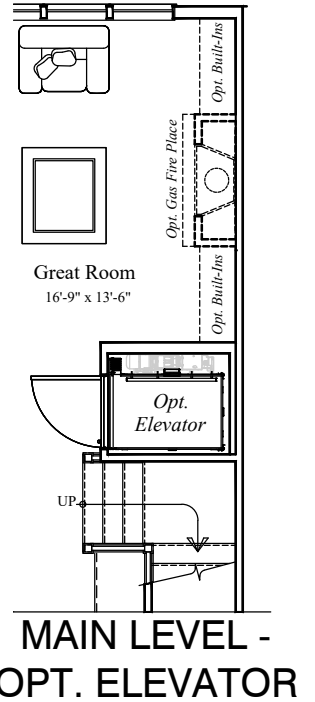 Opt. Built-Ins
Opt. Gas Fire Place
Great Room
16'-9" x 13'-6"
Opt. Built-Ins
Opt.
Elevator
UP
MAIN LEVEL -
OPT. ELEVATOR